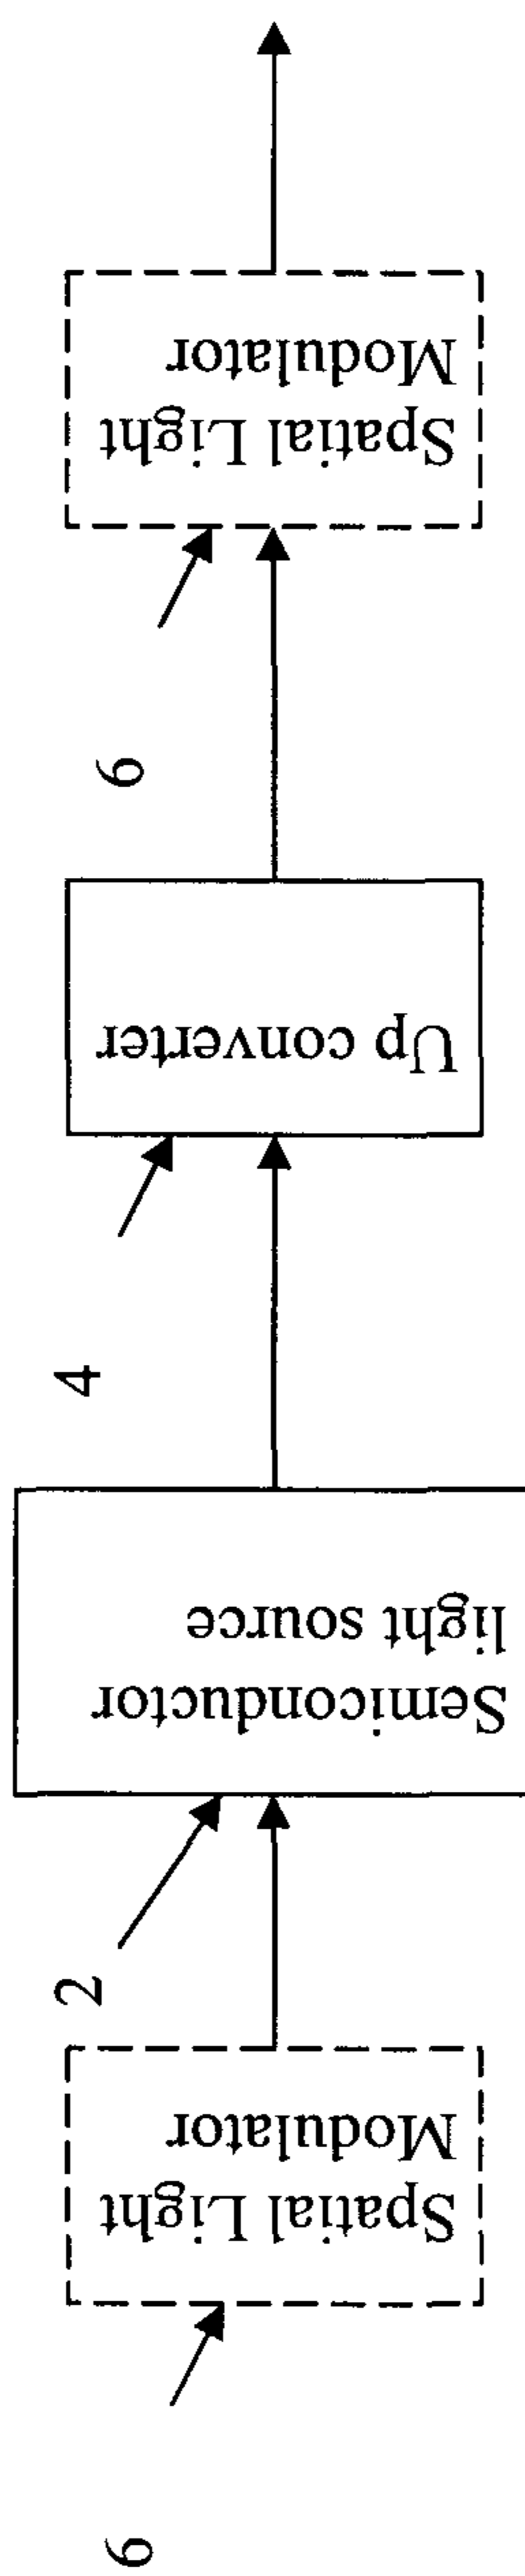 Spatial Light
Modulator
6
Up converter
4
Semiconductor
light source
2
Spatial Light
Modulator
6